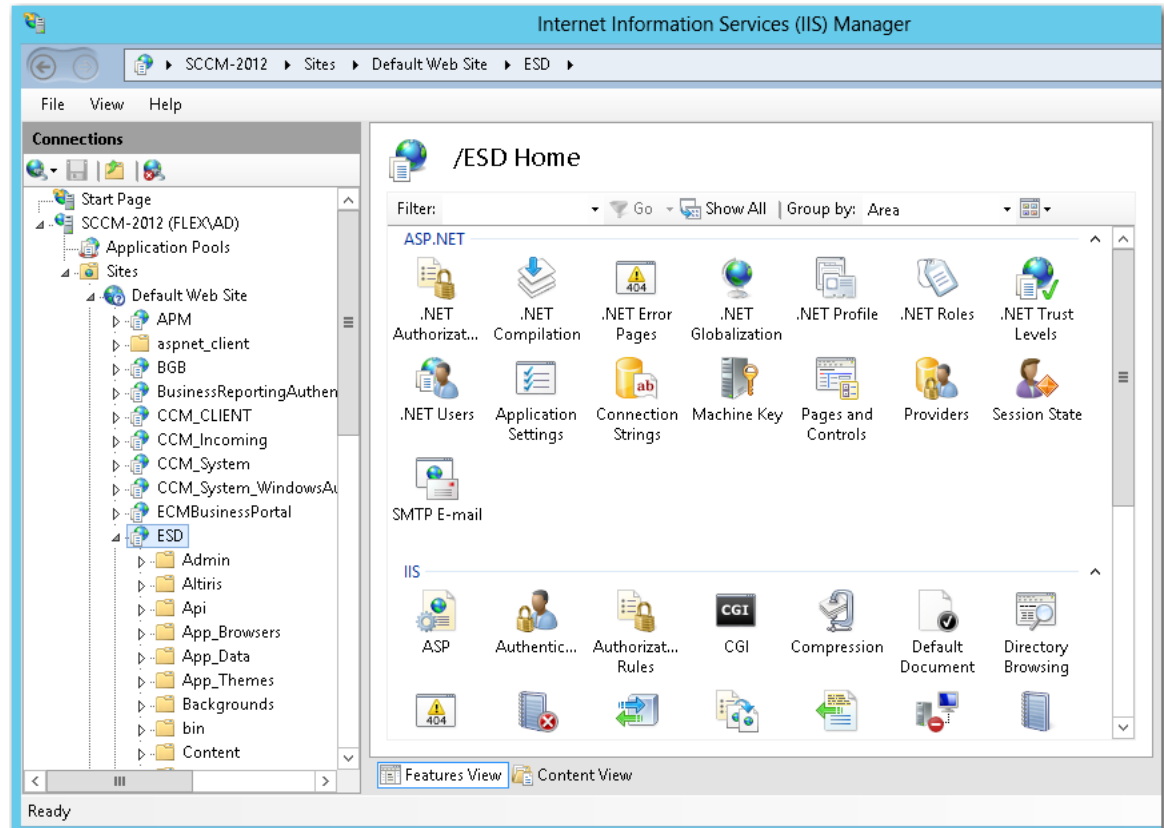 Internet Information Services (IIS) Manager
SCCM-2012 Sites Default Web Site ESD
File View Help
Connections
Start Page
SCCM-2012 (FLEX\AD)
Application Pools
Sites
Default Web Site
APM
aspnet_client
BGB
BusinessReportingAuthen
CCM_CLIENT
CCM_Incoming
CCM_System
CCM_System_WindowsAu
ECMBusinessPortal
ESD
Admin
Altiris
Api
App_Browsers
App_Data
App_Themes
Backgrounds
bin
Content
/ESD Home
Filter: Go Show All Group by: Area
ASP.NET
404
.NET Authorizat...
.NET Compilation
.NET Error Pages
.NET Globalization
.NET Profile
.NET Roles
.NET Trust Levels
ab
.NET Users
Application Settings
Connection Strings
Machine Key
Pages and Controls
Providers
Session State
SMTP E-mail
IIS
CGI
ASP
Authentic...
Authorizat... Rules
CGI
Compression
Default Document
Directory Browsing
404
Features View Content View
Ready